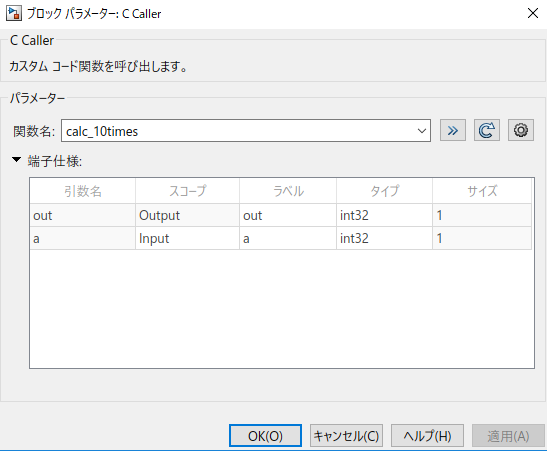 ブロック パラメーター: C Caller
C Caller
カスタム コード関数を呼び出します。
パラメーター
関数名: calc_10times
端子仕様:
引数名 スコープ ラベル タイプ サイズ
out Output out int32 1
a Input a int32 1
OK(O) キャンセル(C) ヘルプ(H) 適用(A)